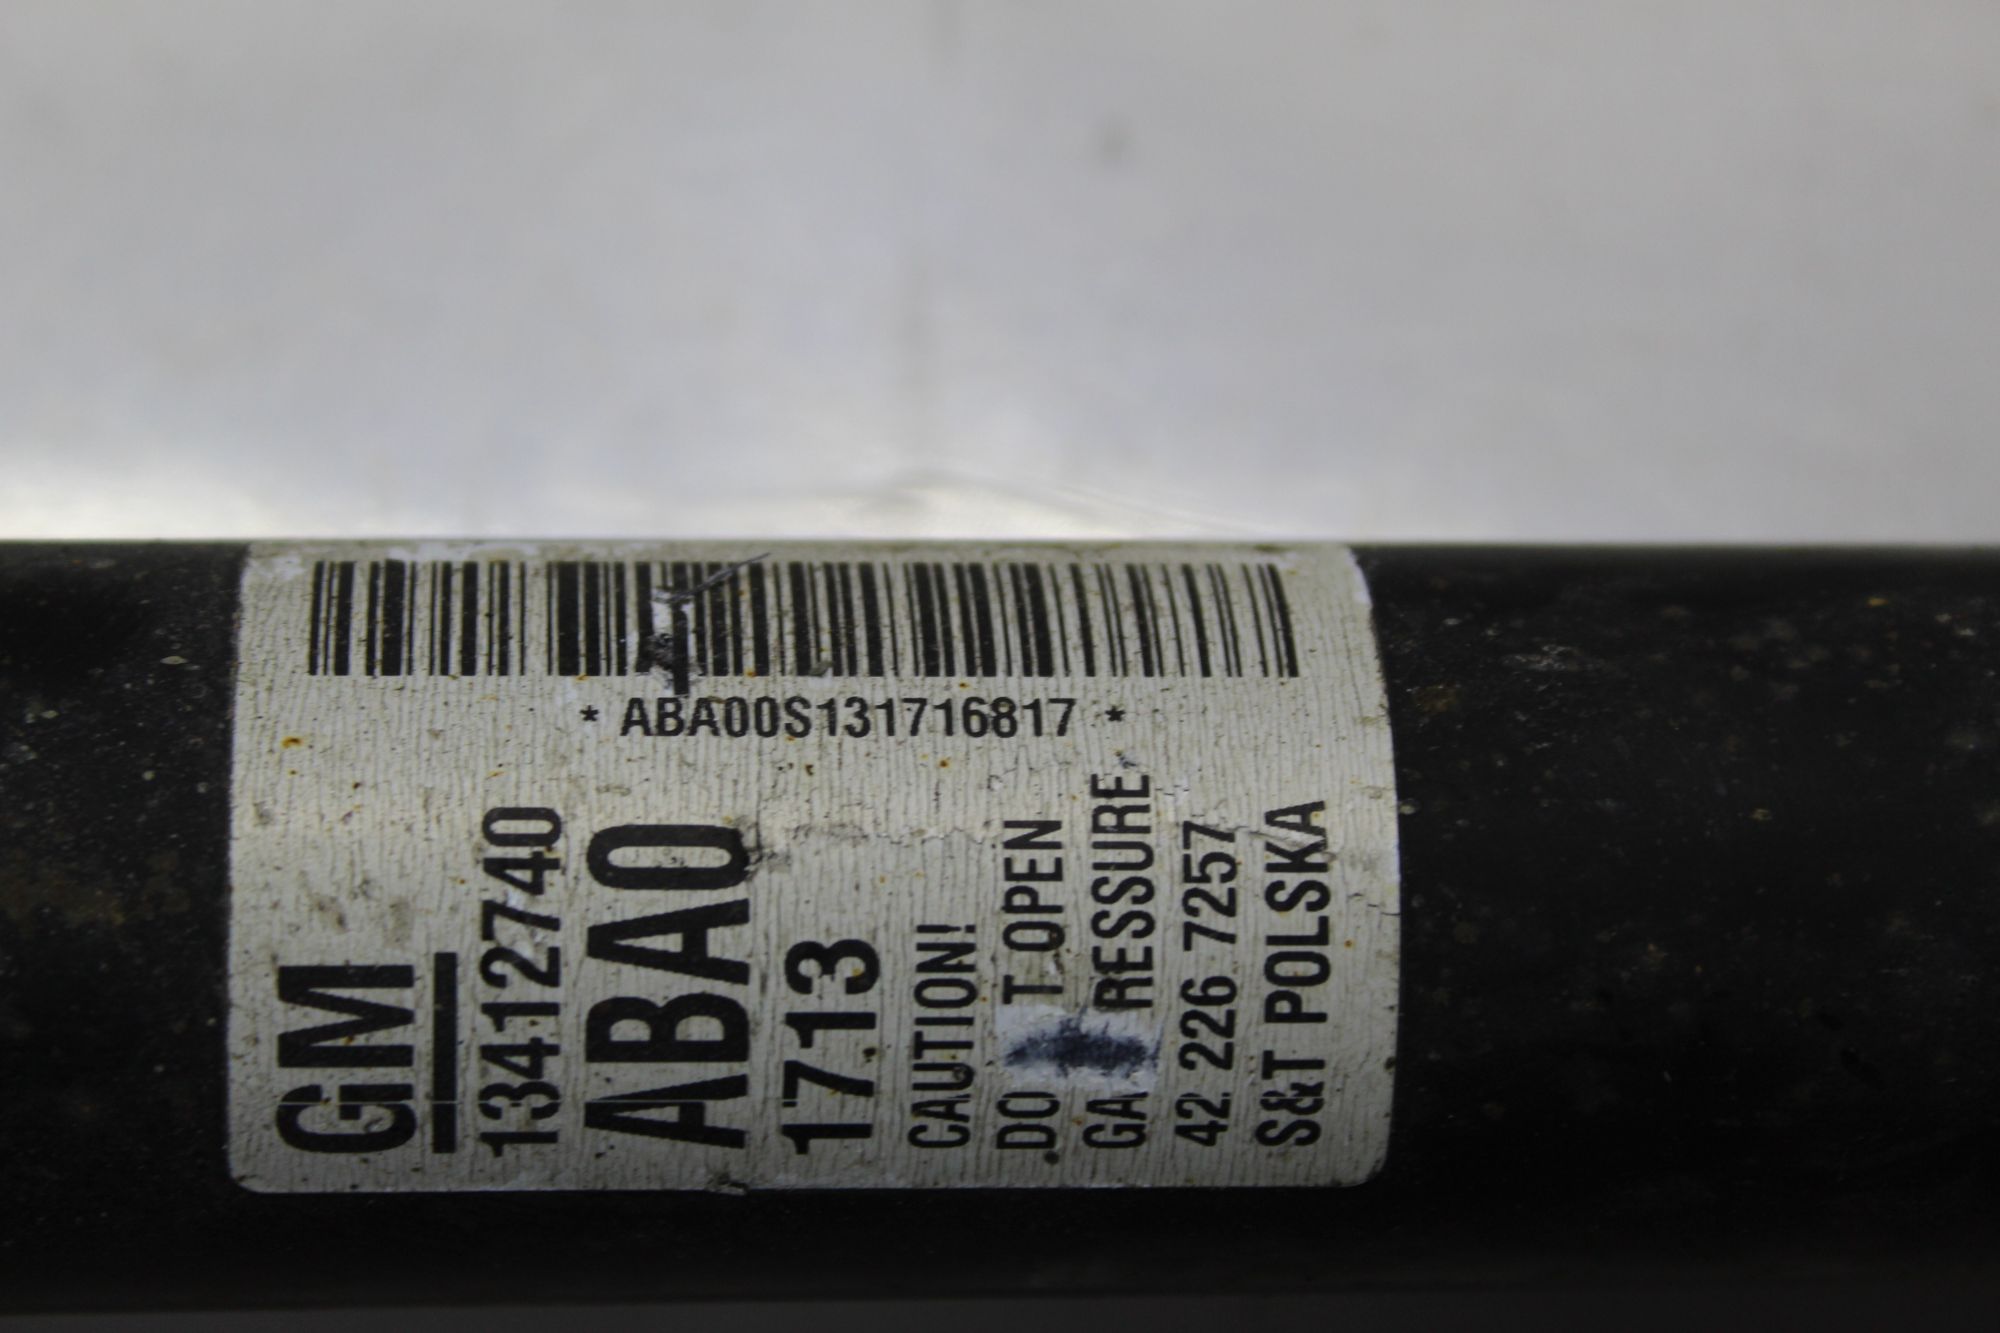 * ABA00S131716817 *
GM
13412740
ABA0
1713
CAUTION!
DO T OPEN
GA RESSURE
42 226 7257
S&T POLSKA